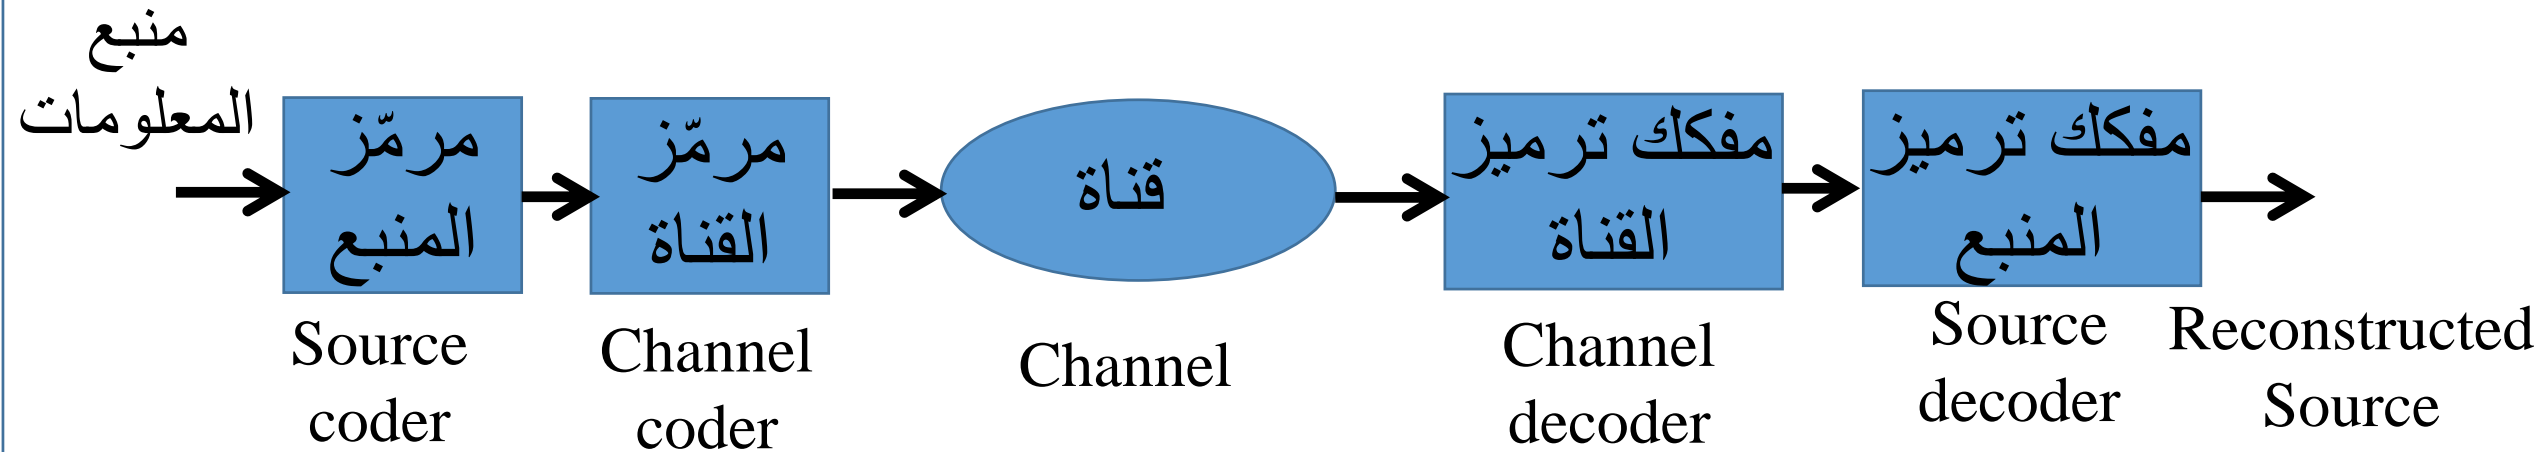 منبع
المعلومات
مرمّز
المنبع
مرمّز
القناة
قناة
مفكك ترميز
القناة
مفكك ترميز
المنبع
Source
coder
Channel
coder
Channel
Channel
decoder
Source
decoder
Reconstructed
Source